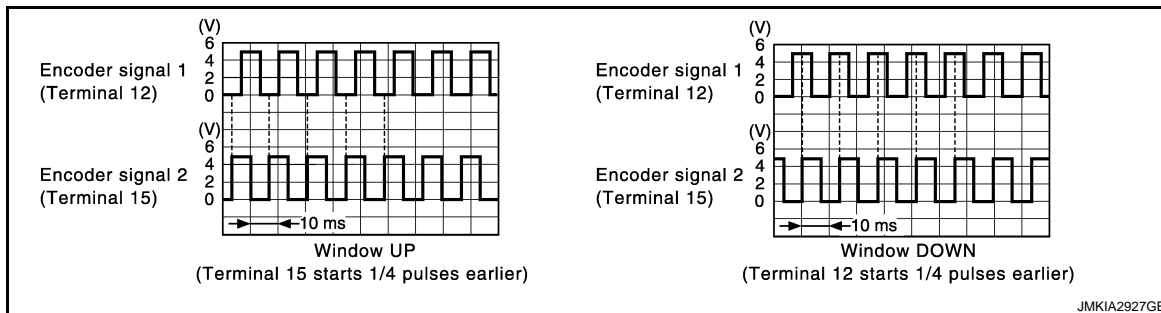 (V)
6
4
2
0
Encoder signal 1
(Terminal 12)
(V)
6
4
2
0
Encoder signal 2
(Terminal 15)
10 ms
Window UP
(Terminal 15 starts 1/4 pulses earlier)
(V)
6
4
2
0
Encoder signal 1
(Terminal 12)
(V)
6
4
2
0
Encoder signal 2
(Terminal 15)
10 ms
Window DOWN
(Terminal 12 starts 1/4 pulses earlier)
JMKIA2927GB